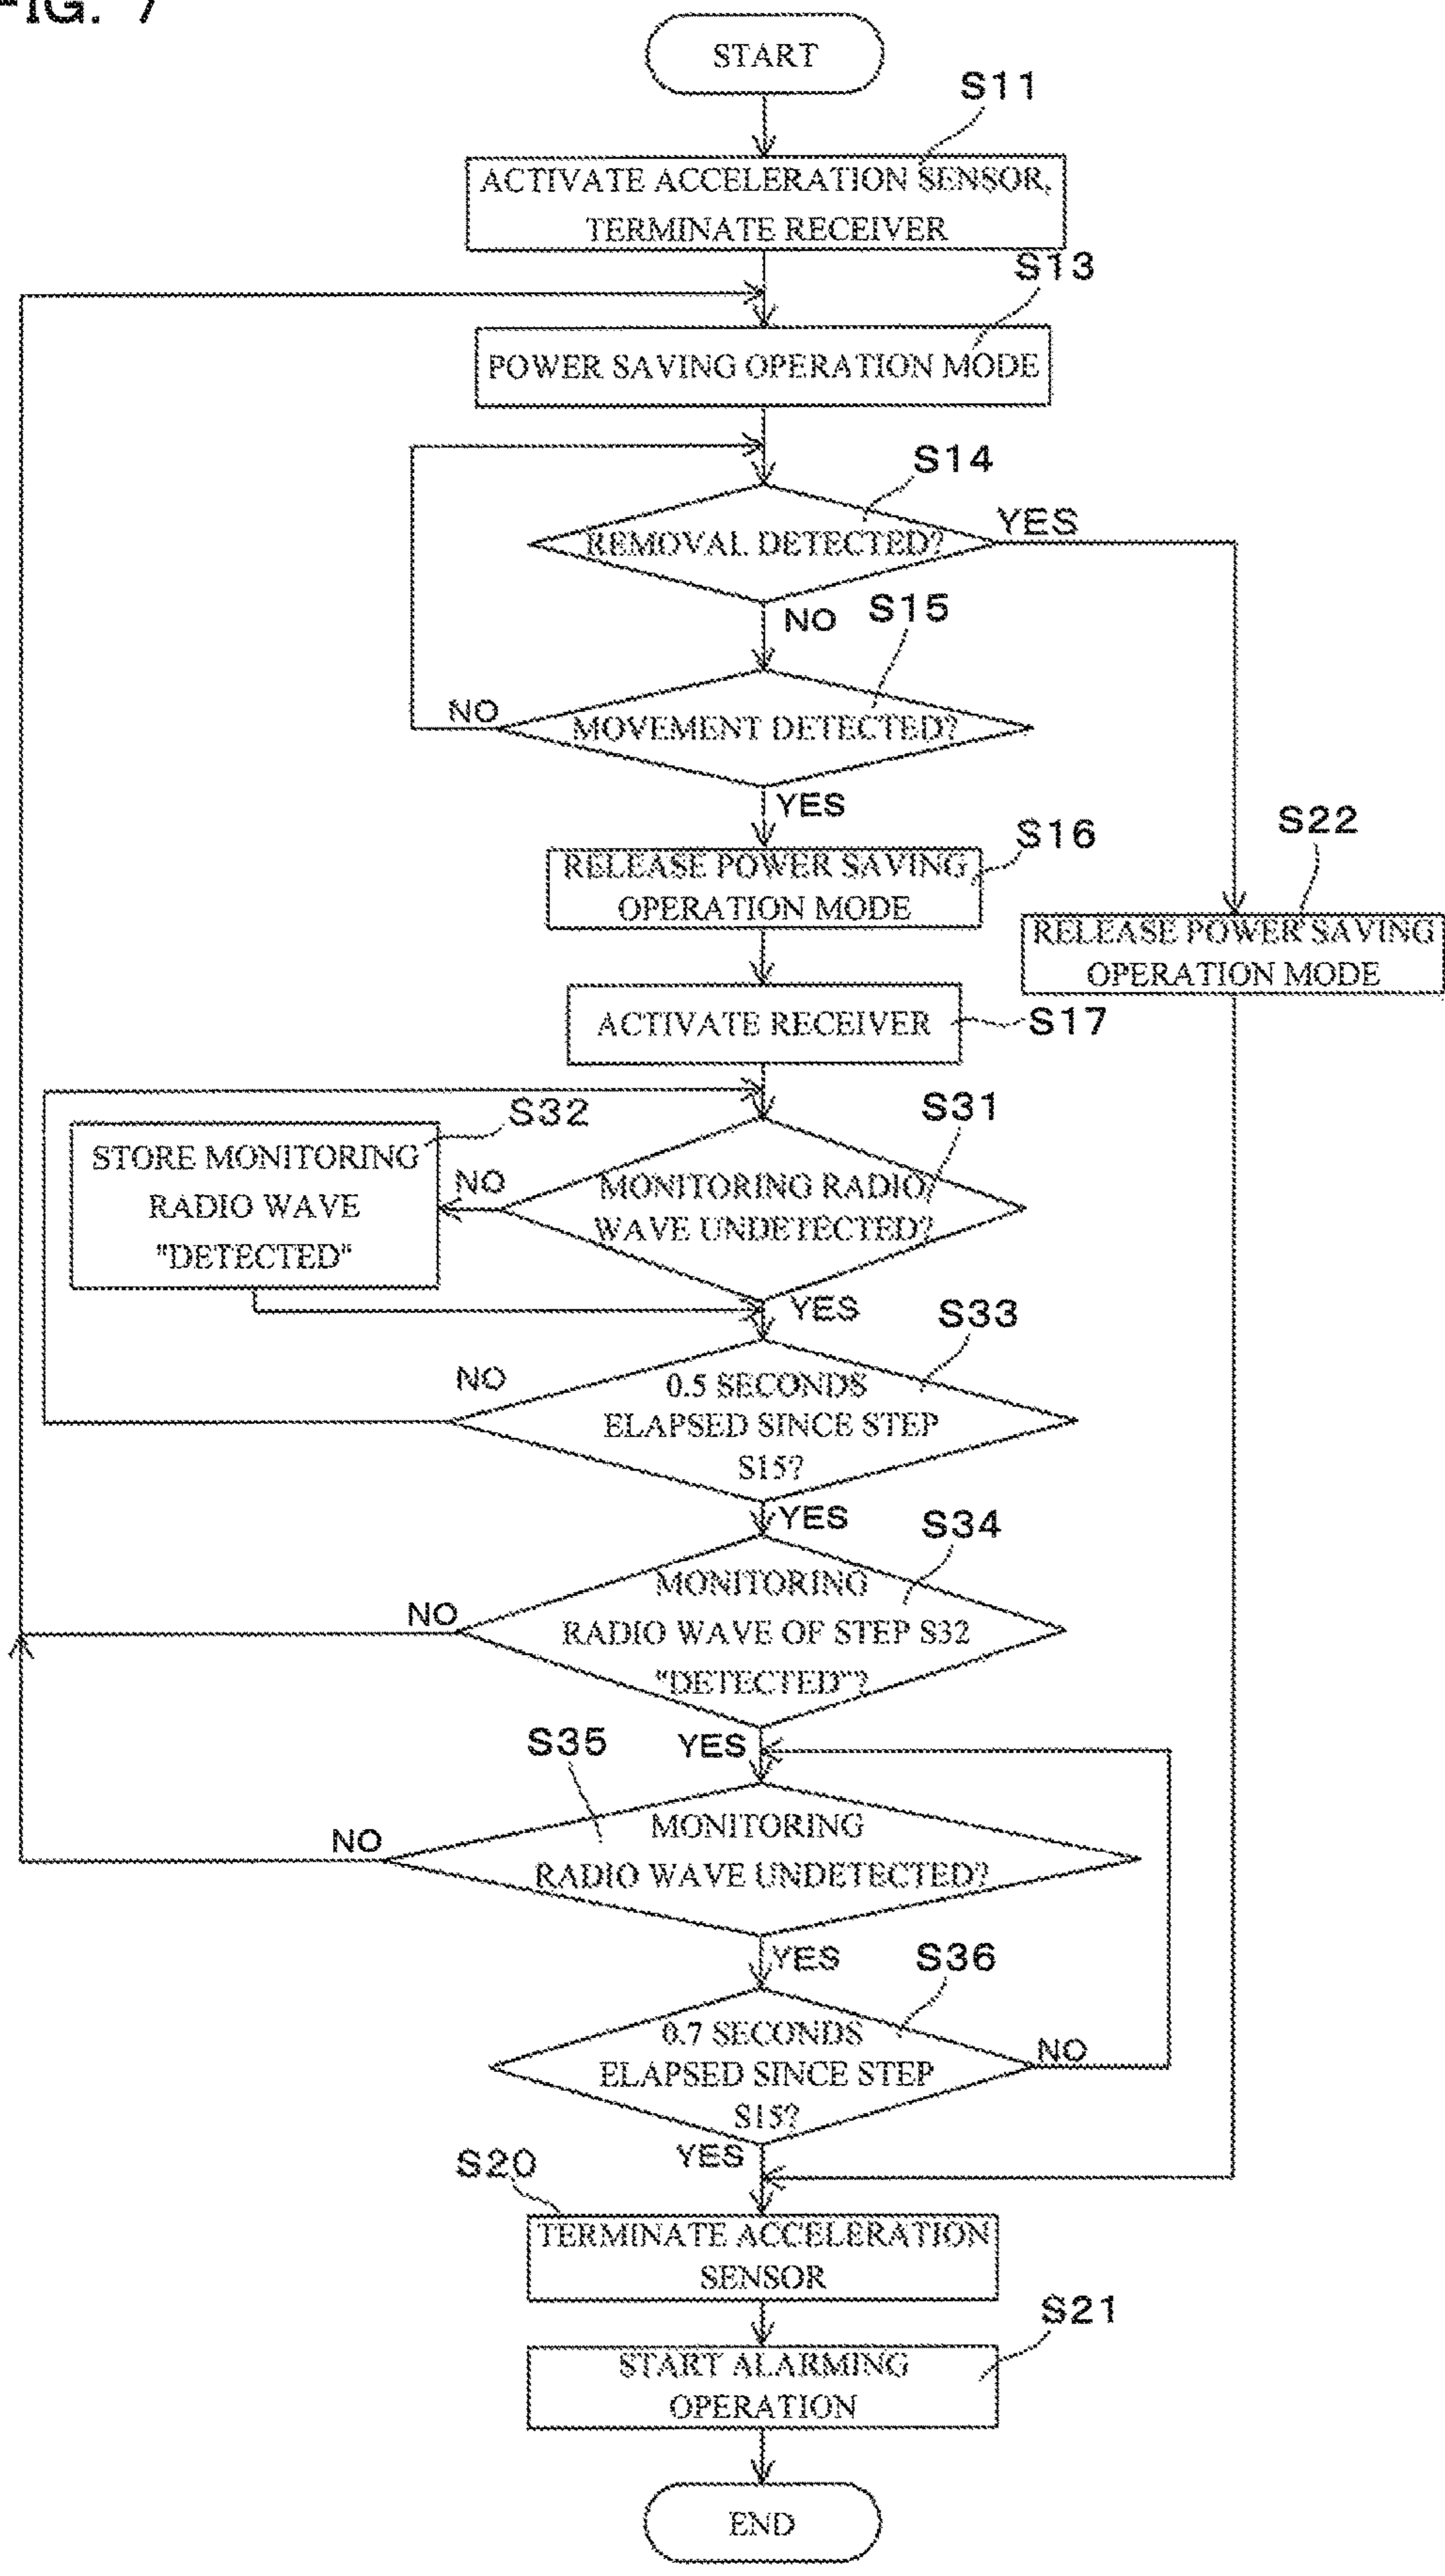 FIG. 7
START
S11
ACTIVATE ACCELERATION SENSOR,
TERMINATE RECEIVER
S13
POWER SAVING OPERATION MODE
S14
REMOVAL DETECTED?
YES
NO
S15
MOVEMENT DETECTED?
NO
YES
S16
RELEASE POWER SAVING
OPERATION MODE
S22
RELEASE POWER SAVING
OPERATION MODE
ACTIVATE RECEIVER
S17
S31
S32
STORE MONITORING
RADIO WAVE
"DETECTED"
NO
MONITORING RADIO
WAVE UNDETECTED?
YES
S33
NO
0.5 SECONDS
ELAPSED SINCE STEP
S15?
YES
S34
NO
MONITORING
RADIO WAVE OF STEP S32
"DETECTED"?
YES
S35
NO
MONITORING
RADIO WAVE UNDETECTED?
YES
S36
0.7 SECONDS
ELAPSED SINCE STEP
S15?
NO
YES
S20
TERMINATE ACCELERATION
SENSOR
S21
START ALARMING
OPERATION
END